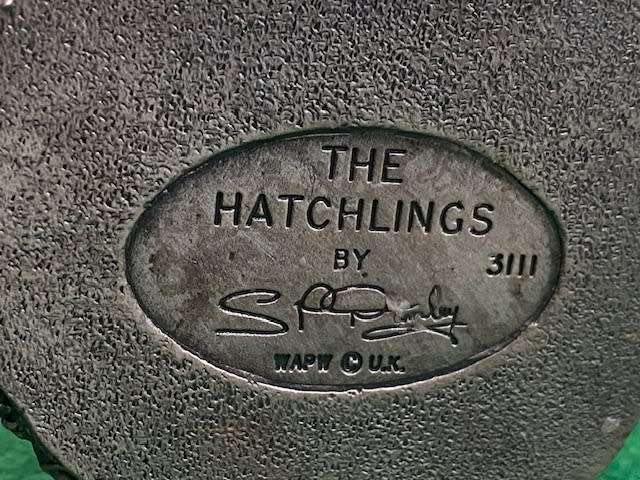 THE
HATCHLINGS
BY
3111
WAPW © U.K.